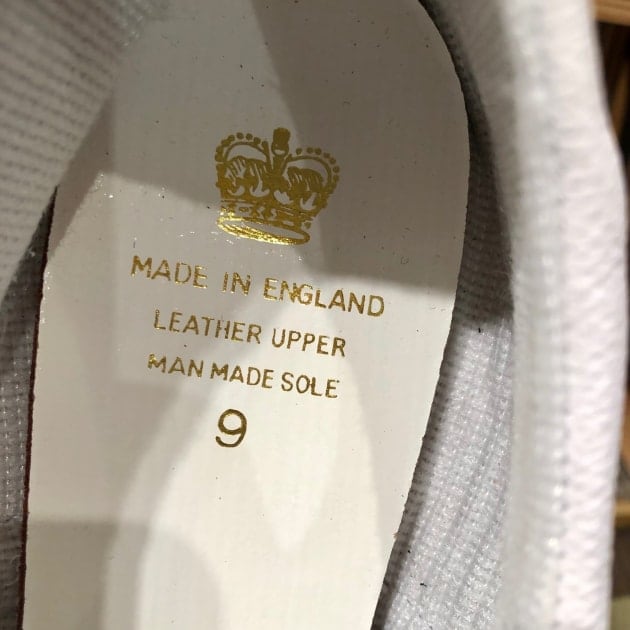 MADE IN ENGLAND
LEATHER UPPER
MAN MADE SOLE
9